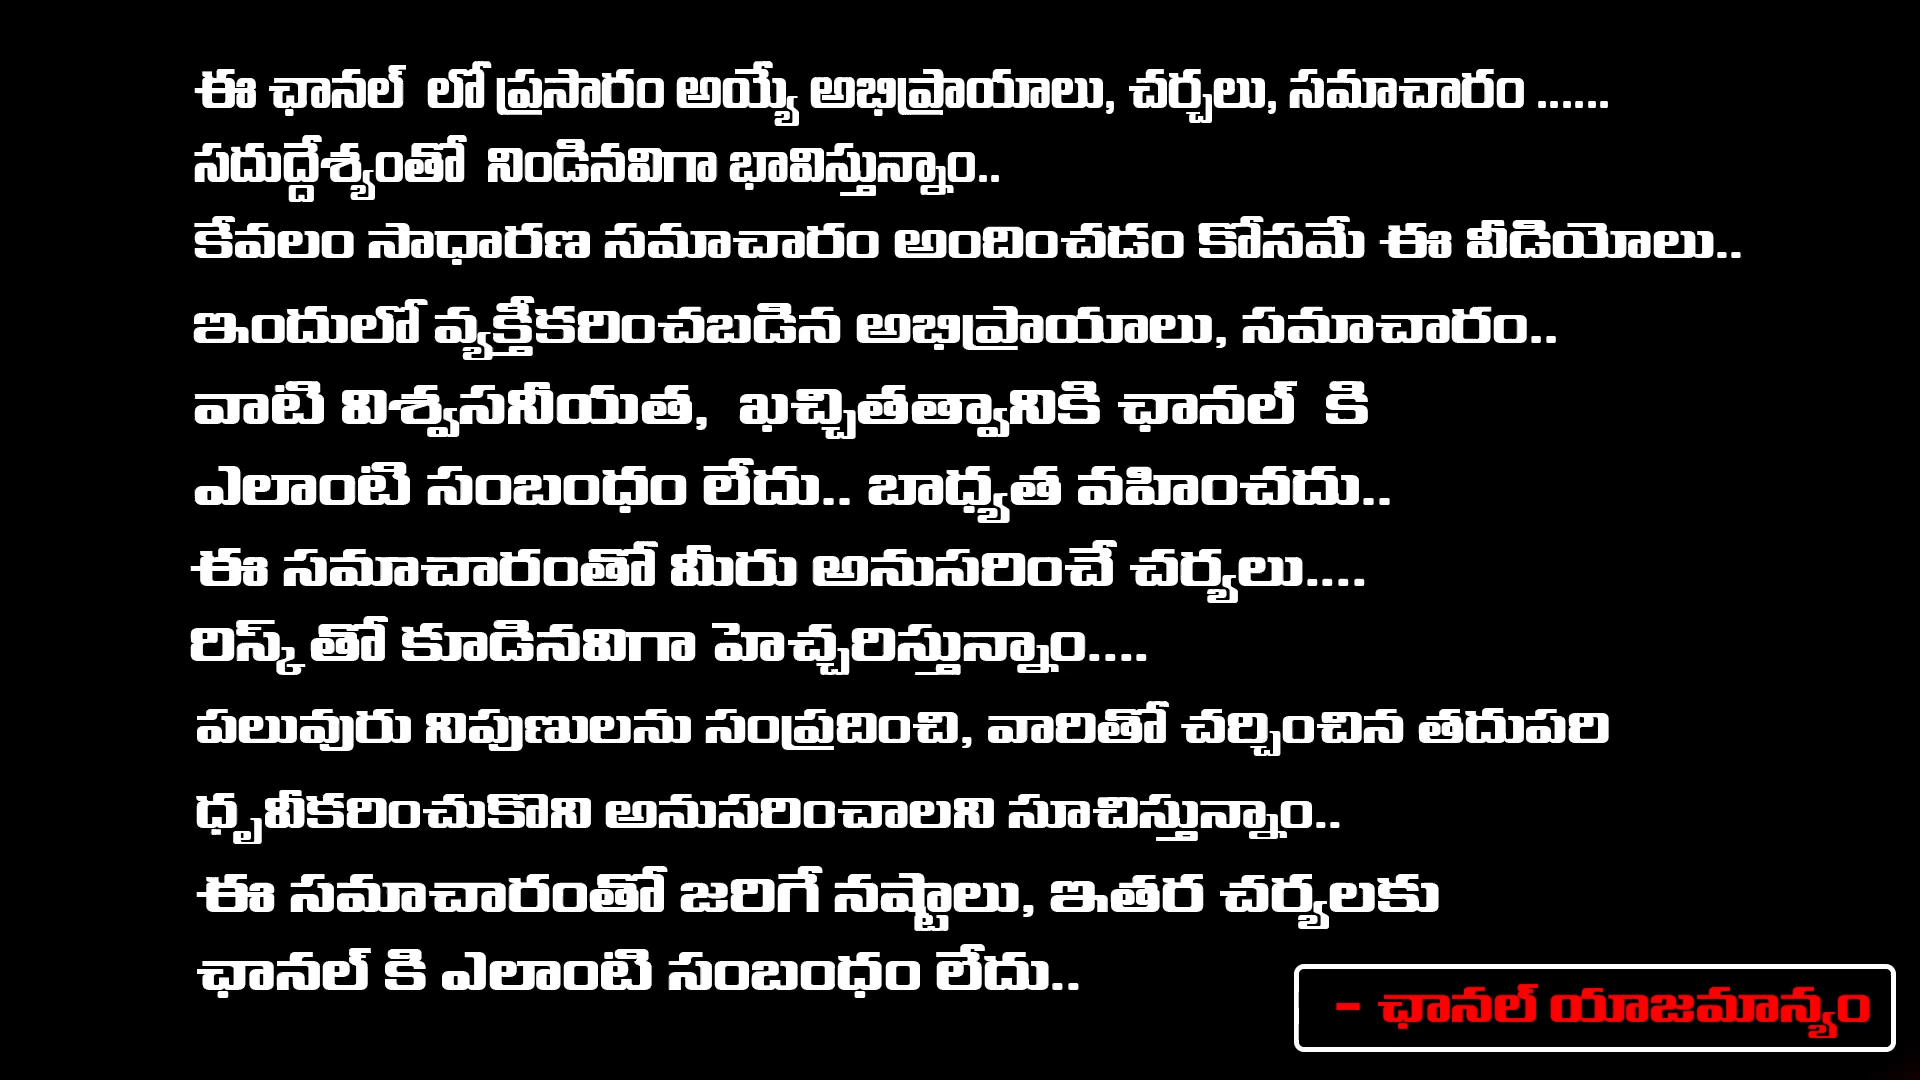 ఈ ఛానల్ లో ప్రసారం అయ్యే అభిప్రాయాలు, చర్చలు, సమాచారం ......
సదుద్దేశ్యంతో నిండినవిగా భావిస్తున్నాం..
కేవలం సాధారణ సమాచారం అందించడం కోసమే ఈ వీడియోలు..
ఇందులో వ్యక్తీకరించబడిన అభిప్రాయాలు, సమాచారం..
వాటి విశ్వసనీయత, ఖచ్చితత్వానికి ఛానల్ కి
ఎలాంటి సంబంధం లేదు.. బాధ్యత వహించదు..
ఈ సమాచారంతో మీరు అనుసరించే చర్యలు....
రిస్క్ తో కూడినవిగా హెచ్చరిస్తున్నాం....
పలువురు నిపుణులను సంప్రదించి, వారితో చర్చించిన తదుపరి
ధృవీకరించుకొని అనుసరించాలని సూచిస్తున్నాం..
ఈ సమాచారంతో జరిగే నష్టాలు, ఇతర చర్యలకు
ఛానల్ కి ఎలాంటి సంబంధం లేదు..
- ఛానల్ యాజమాన్యం